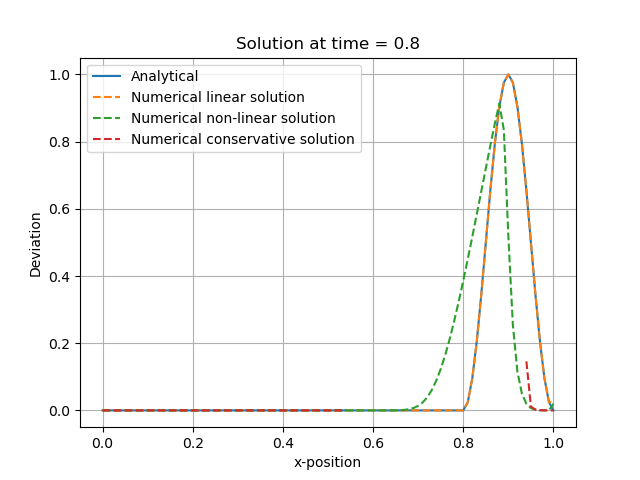 Solution at time = 0.8
Analytical
Numerical linear solution
Numerical non-linear solution
Numerical conservative solution
Deviation
1.0
0.8
0.6
0.4
0.2
0.0
0.0 0.2 0.4 0.6 0.8 1.0
x-position